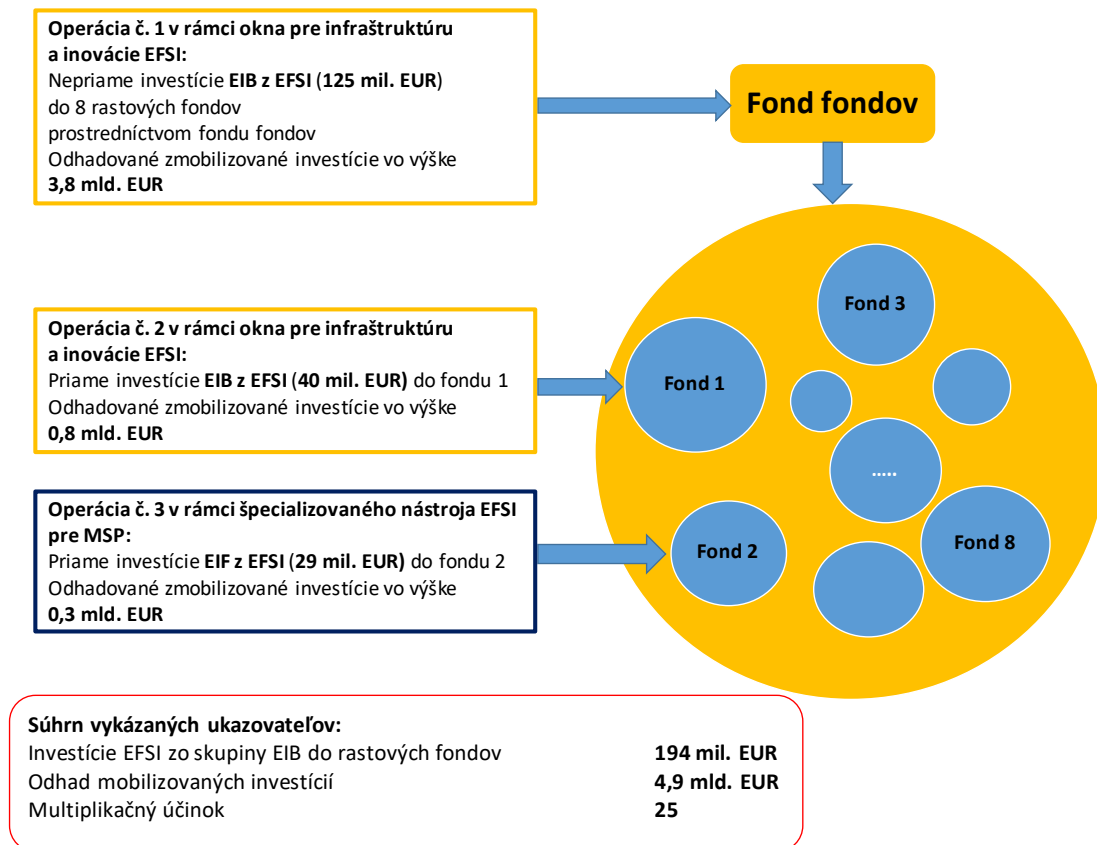 Operácia č. 1 v rámci okna pre infraštruktúru
a inovácie EFSI:
Nepriame investície EIB z EFSI (125 mil. EUR)
do 8 rastových fondov
prostredníctvom fondu fondov
Odhadované zmobilizované investície vo výške
3,8 mld. EUR
Fond fondov
Operácia č. 2 v rámci okna pre infraštruktúru
a inovácie EFSI:
Priame investície EIB z EFSI (40 mil. EUR) do fondu 1
Odhadované zmobilizované investície vo výške
0,8 mld. EUR
Operácia č. 3 v rámci špecializovaného nástroja EFSI
pre MSP:
Priame investície EIF z EFSI (29 mil. EUR) do fondu 2
Odhadované zmobilizované investície vo výške
0,3 mld. EUR
Fond 3
Fond 1
.....
Fond 2
Fond 8
Súhrn vykázaných ukazovateľov:
Investície EFSI zo skupiny EIB do rastových fondov 194 mil. EUR
Odhad mobilizovaných investícií 4,9 mld. EUR
Multiplikačný účinok 25